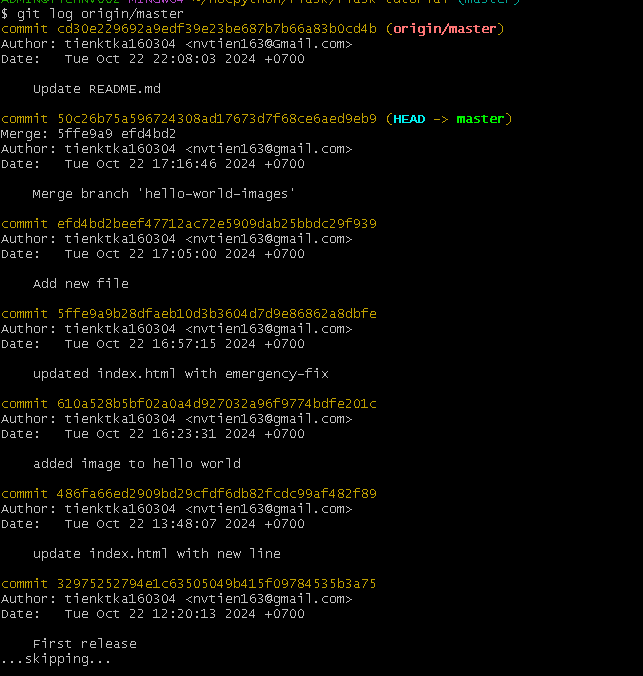 $ git log origin/master
commit cd30e229692a9edf39e23be687b7b66a83b0cd4b (origin/master)
Author: tienktka160304 <nvtien163@Gmail.com>
Date:   Tue Oct 22 22:08:03 2024 +0700
    Update README.md
commit 50c26b75a596724308ad17673d7f68ce6aed9eb9 (HEAD -> master)
Merge: 5ffe9a9 efd4bd2
Author: tienktka160304 <nvtien163@gmail.com>
Date:   Tue Oct 22 17:16:46 2024 +0700
    Merge branch 'hello-world-images'
commit efd4bd2beef47712ac72e5909dab25bbdc29f939
Author: tienktka160304 <nvtien163@gmail.com>
Date:   Tue Oct 22 17:05:00 2024 +0700
    Add new file
commit 5ffe9a9b28dfaeb10d3b3604d7d9e86862a8dbfe
Author: tienktka160304 <nvtien163@gmail.com>
Date:   Tue Oct 22 16:57:15 2024 +0700
    updated index.html with emergency-fix
commit 610a528b5bf02a0a4d927032a96f9774bdfe201c
Author: tienktka160304 <nvtien163@gmail.com>
Date:   Tue Oct 22 16:23:31 2024 +0700
    added image to hello world
commit 486fa66ed2909bd29cfdf6db82fcdc99af482f89
Author: tienktka160304 <nvtien163@gmail.com>
Date:   Tue Oct 22 13:48:07 2024 +0700
    update index.html with new line
commit 32975252794e1c63505049b415f09784535b3a75
Author: tienktka160304 <nvtien163@gmail.com>
Date:   Tue Oct 22 12:20:13 2024 +0700
    First release
...skipping...